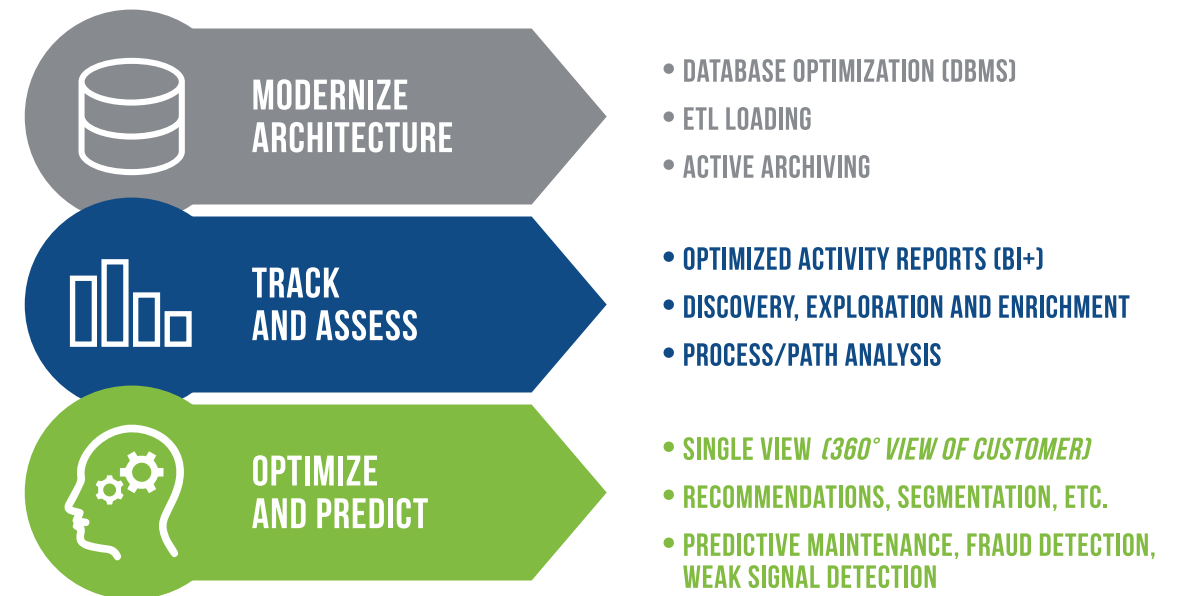 MODERNIZE
ARCHITECTURE
• DATABASE OPTIMIZATION (DBMS)
• ETL LOADING
• ACTIVE ARCHIVING
TRACK
AND ASSESS
• OPTIMIZED ACTIVITY REPORTS (BI+)
• DISCOVERY, EXPLORATION AND ENRICHMENT
• PROCESS/PATH ANALYSIS
OPTIMIZE
AND PREDICT
• SINGLE VIEW (360° VIEW OF CUSTOMER)
• RECOMMENDATIONS, SEGMENTATION, ETC.
• PREDICTIVE MAINTENANCE, FRAUD DETECTION,
WEAK SIGNAL DETECTION